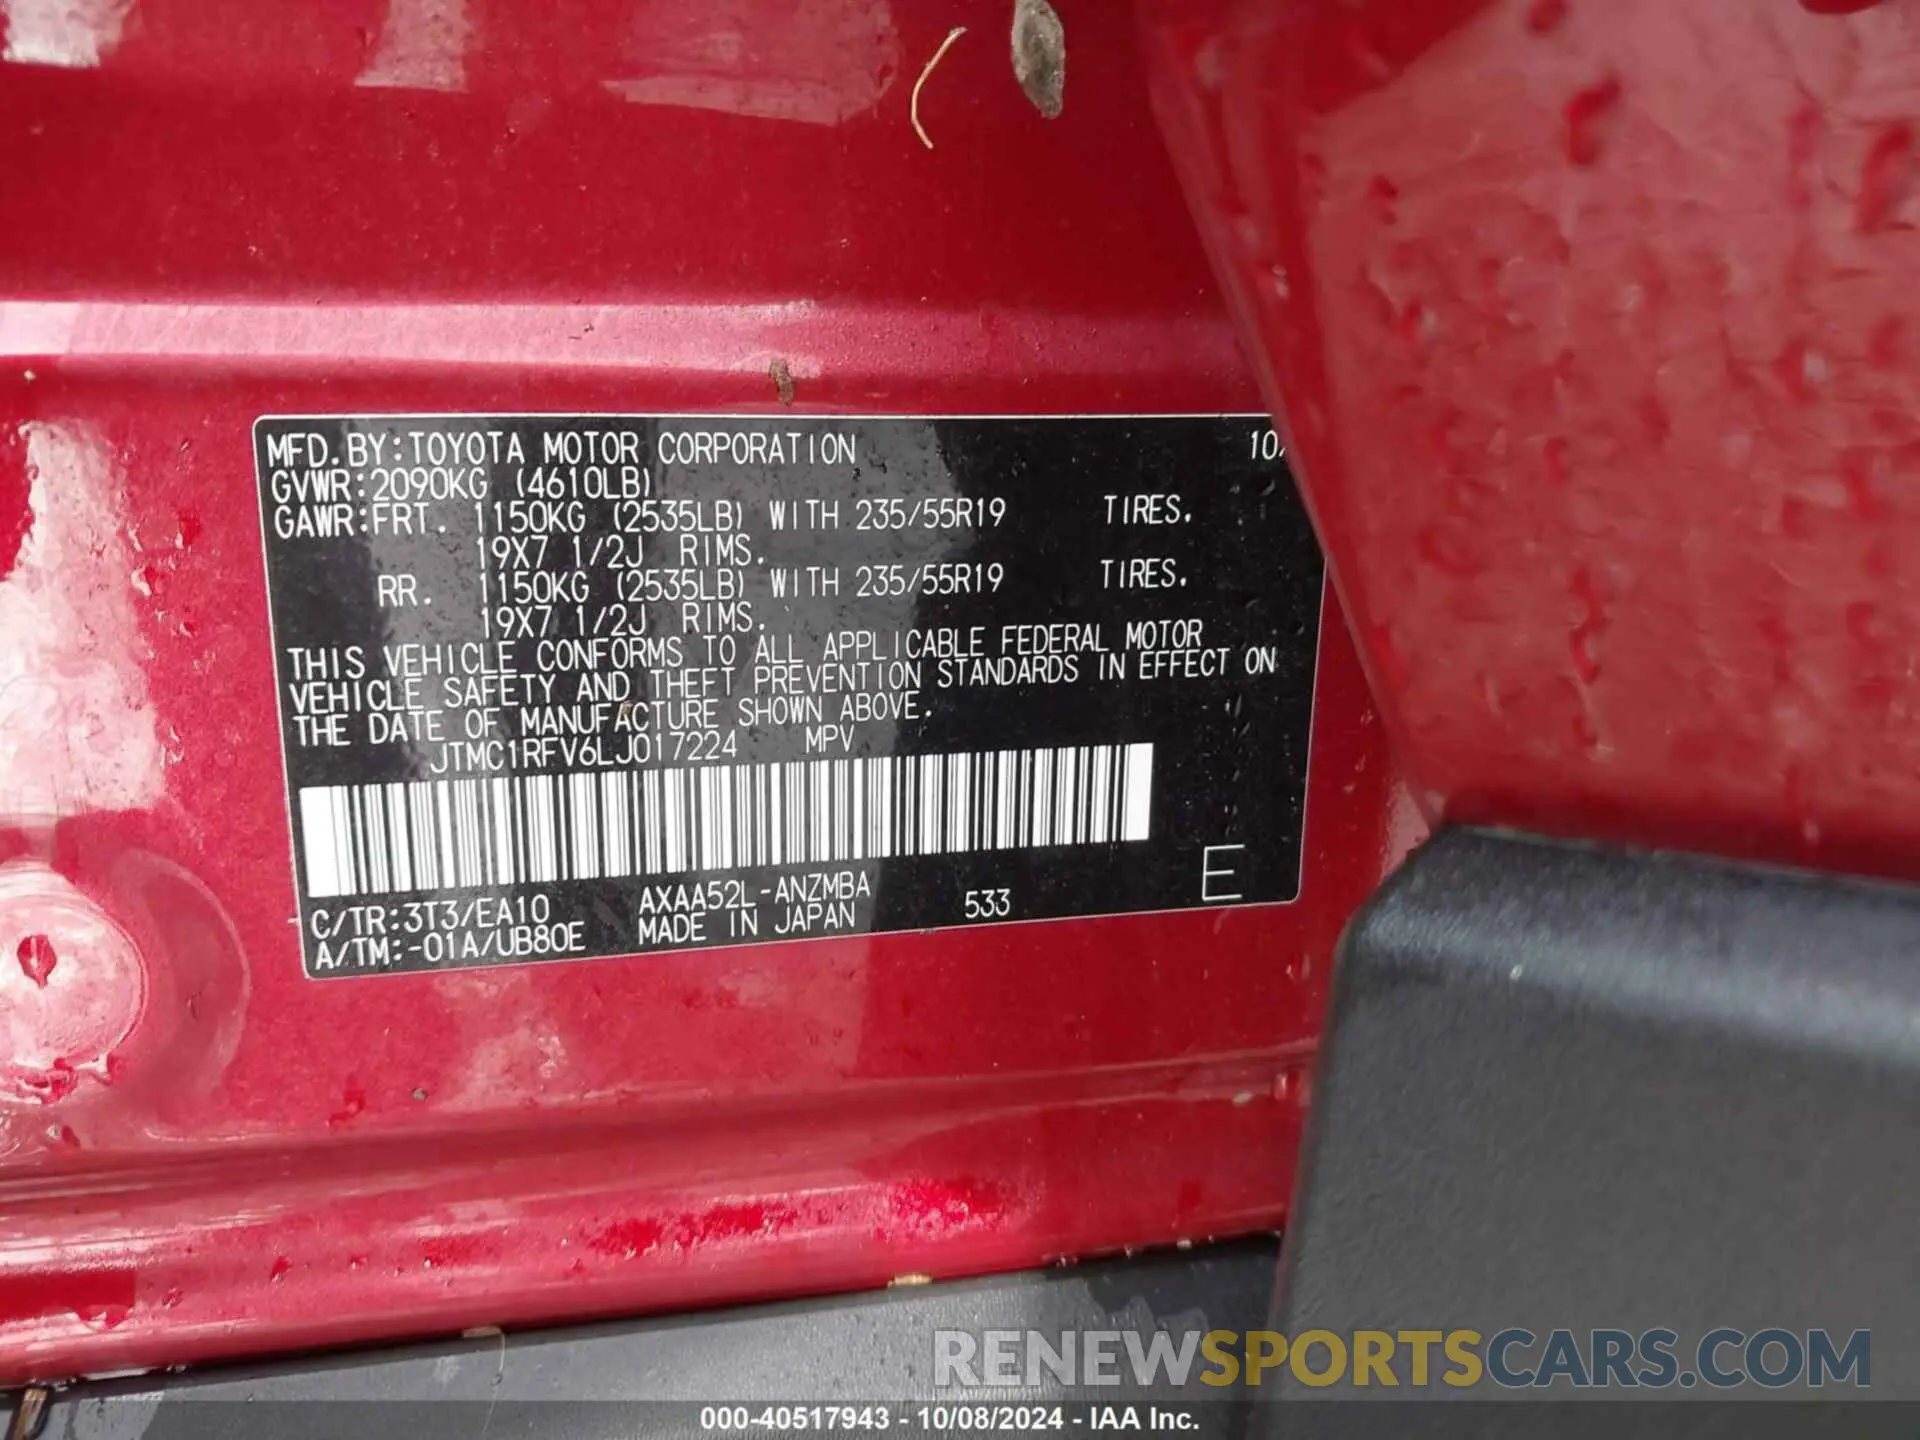 MFD.BY:TOYOTA MOTOR CORPORATION 10/
GVWR:2090KG (4610LB)
GAWR:FRT. 1150KG (2535LB) WITH 235/55R19 TIRES.
19X7 1/2J RIMS.
RR. 1150KG (2535LB) WITH 235/55R19 TIRES.
19X7 1/2J RIMS.
THIS VEHICLE CONFORMS TO ALL APPLICABLE FEDERAL MOTOR
VEHICLE SAFETY AND THEFT PREVENTION STANDARDS IN EFFECT ON
THE DATE OF MANUFACTURE SHOWN ABOVE.
JTMC1RFV6LJ017224 MPV
C/TR:3T3/EA10 AXAA52L-ANZMBA 533 E
A/TM:-01A/UB80E MADE IN JAPAN
RENEWSPORTSCARS.COM
000-40517943 - 10/08/2024 - IAA Inc.